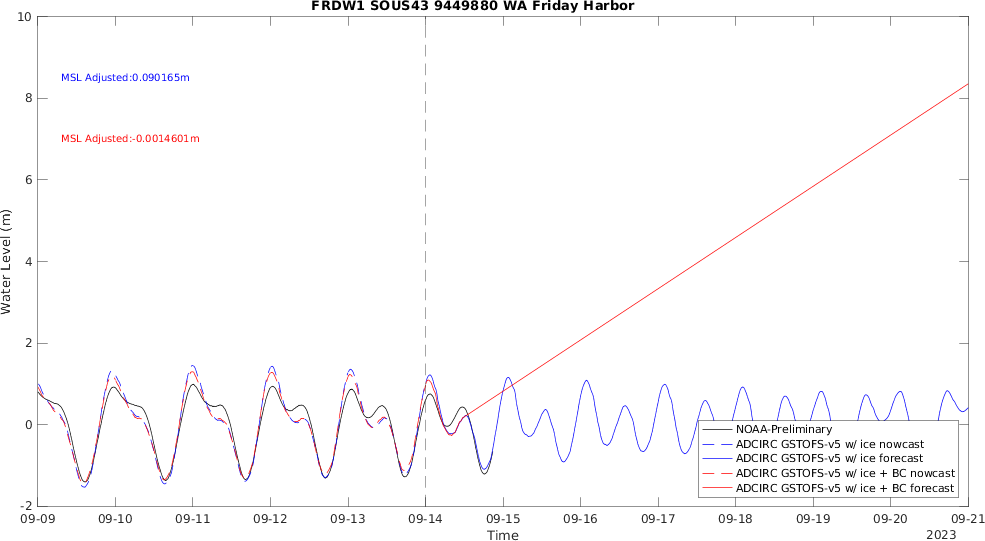 FRDW1 SOUS43 9449880 WA Friday Harbor
10
8
6
4
2
0
-2
Water Level (m)
MSL Adjusted:0.090165m
MSL Adjusted:-0.0014601m
NOAA-Preliminary
ADCIRC GSTOFS-v5 w/ ice nowcast
ADCIRC GSTOFS-v5 w/ ice forecast
ADCIRC GSTOFS-v5 w/ ice + BC nowcast
ADCIRC GSTOFS-v5 w/ ice + BC forecast
09-09 09-10 09-11 09-12 09-13 09-14 09-15 09-16 09-17 09-18 09-19 09-20 09-21
Time
2023